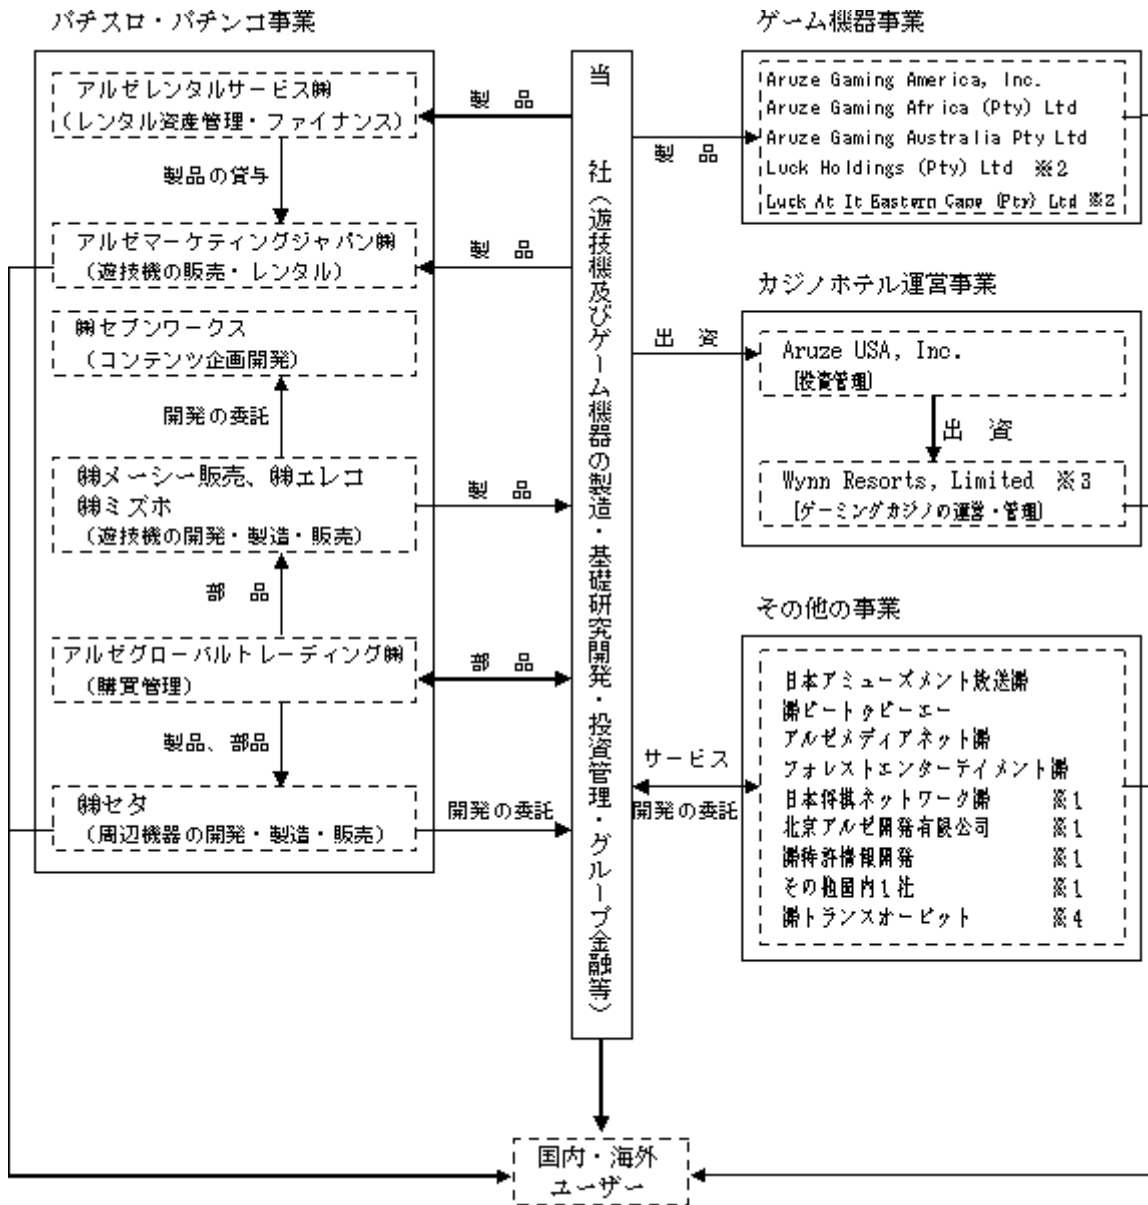 パチスロ・パチンコ事業
アルゼレンタルサービス㈱
(レンタル資産管理・ファイナンス)
製品の貸与
アルゼマーケティングジャパン㈱
(遊技機の販売・レンタル)
㈱セブンワークス
(コンテンツ企画開発)
開発の委託
㈱メーシー販売、㈱エレコ
㈱ミズホ
(遊技機の開発・製造・販売)
部 品
アルゼグローバルトレーディング㈱
(購買管理)
製品、部品
㈱セタ
(周辺機器の開発・製造・販売)
製 品
製 品
製 品
部 品
開発の委託
当 社(遊技機及びゲーム機器の製造・基礎研究開発・投資管理・グループ金融等)
製 品
出 資
サービス
開発の委託
ゲーム機器事業
Aruze Gaming America, Inc.
Aruze Gaming Africa (Pty) Ltd
Aruze Gaming Australia Pty Ltd
Luck Holdings (Pty) Ltd ※2
Luck At It Eastern Cape (Pty) Ltd ※2
カジノホテル運営事業
Aruze USA, Inc.
[投資管理]
出 資
Wynn Resorts, Limited ※3
[ゲーミングカジノの運営・管理]
その他の事業
日本アミューズメント放送㈱
㈱ビートゥビーエー
アルゼメディアネット㈱
フォレストエンターテイメント㈱
日本将棋ネットワーク㈱ ※1
北京アルゼ開発有限公司 ※1
㈱特許情報開発 ※1
その他国内1社 ※1
㈱トランスオービット ※4
国内・海外
ユーザー